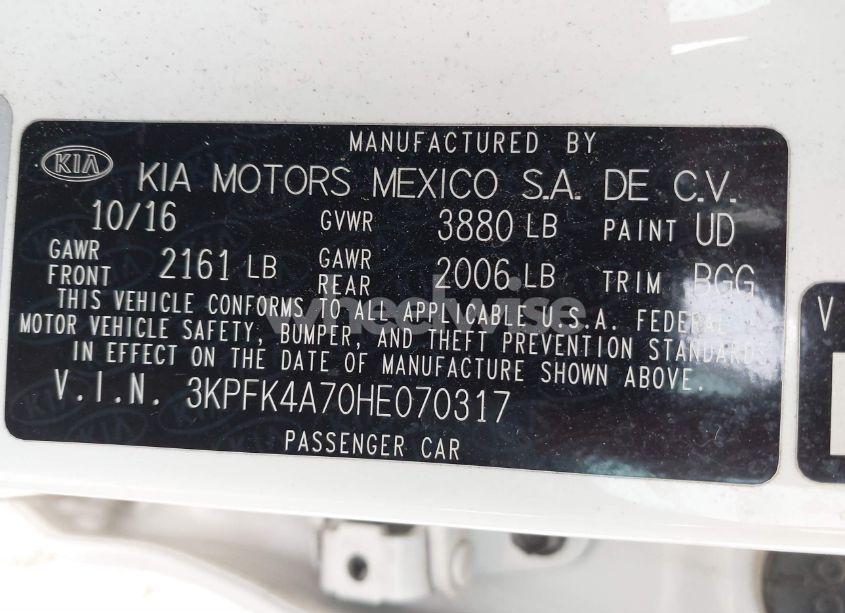 MANUFACTURED BY
KIA KIA MOTORS MEXICO S.A. DE C.V.
10/16 GVWR 3880 LB PAINT UD
GAWR FRONT 2161 LB GAWR REAR 2006 LB TRIM BGG
THIS VEHICLE CONFORMS TO ALL APPLICABLE U.S.A. FEDERAL
MOTOR VEHICLE SAFETY, BUMPER, AND THEFT PREVENTION STANDARD
IN EFFECT ON THE DATE OF MANUFACTURE SHOWN ABOVE.
V.I.N. 3KPFK4A70HE070317
PASSENGER CAR
V
wheelwise